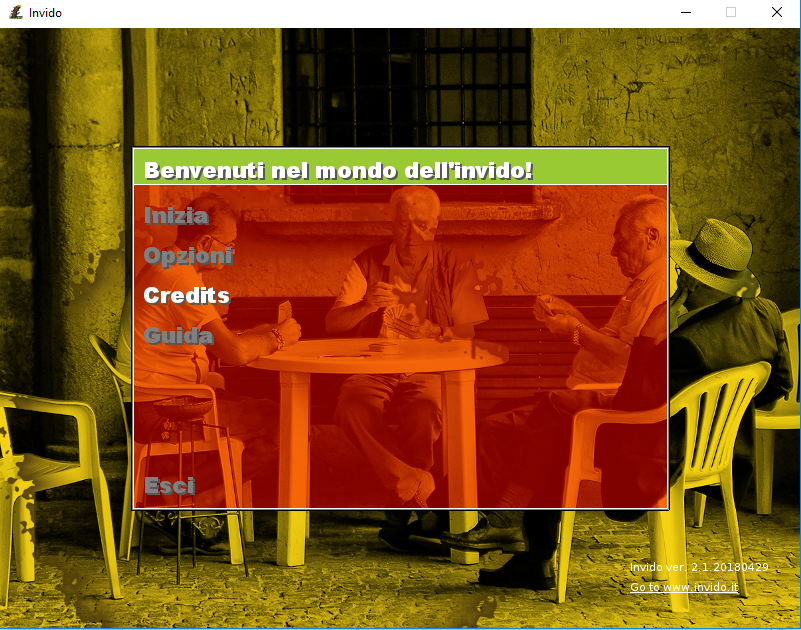 Invido
Benvenuti nel mondo dell'invido!
Inizia
Opzioni
Credits
Guida
Esci
Invido ver. 2.1.20180429
Go to www.invido.it